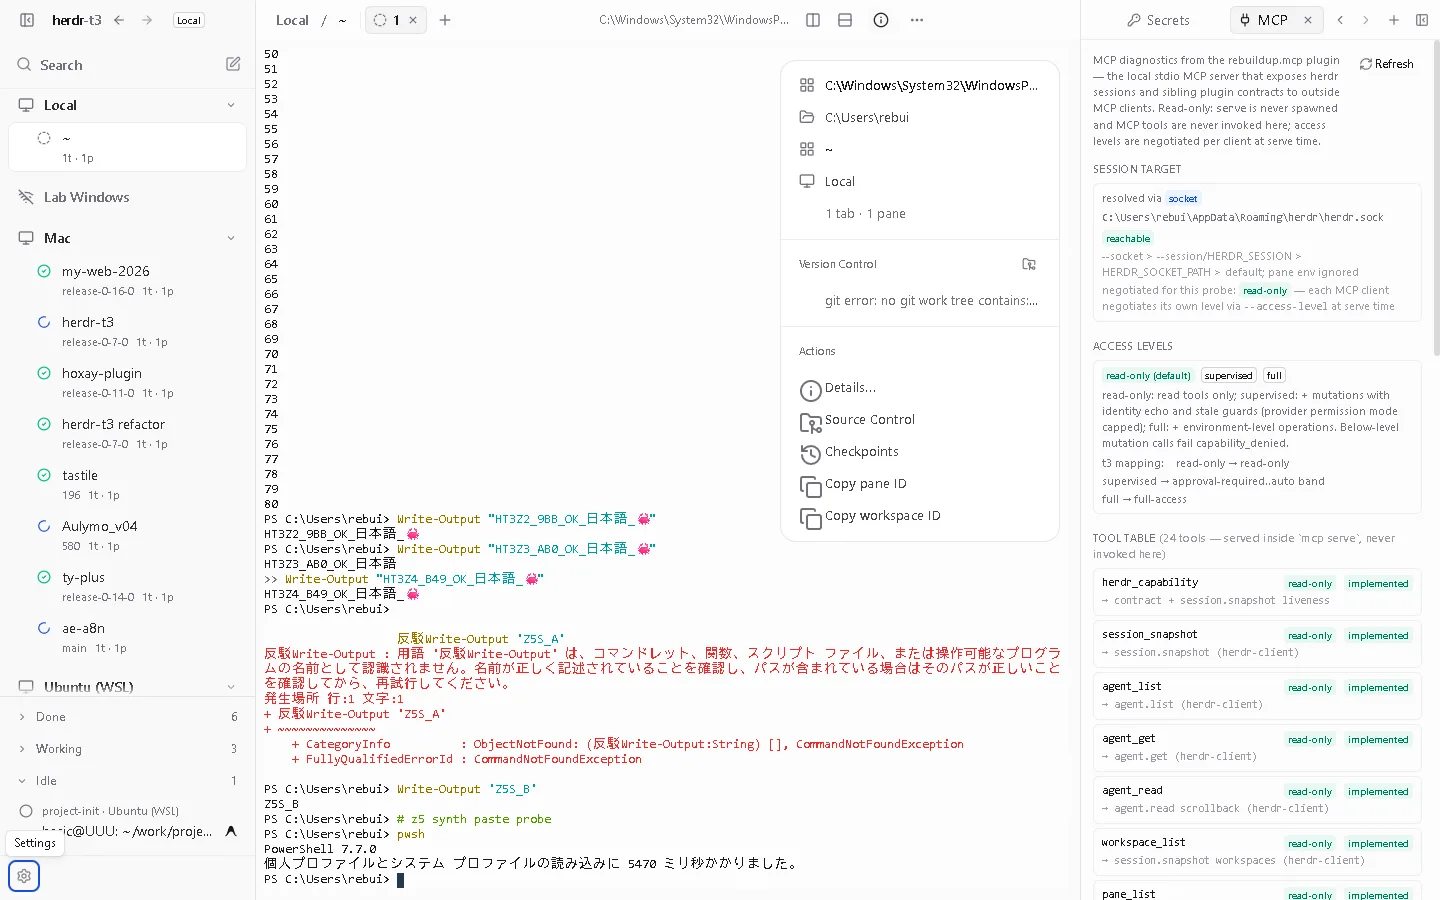 herdr-t3
Local
Search
Local
~
1t · 1p
Lab Windows
Mac
my-web-2026
release-0-16-0 1t · 1p
herdr-t3
release-0-7-0 1t · 1p
hoxay-plugin
release-0-11-0 1t · 1p
herdr-t3 refactor
release-0-7-0 1t · 1p
tastile
196 1t · 1p
Aulymo_v04
580 1t · 1p
ty-plus
release-0-14-0 1t · 1p
ae-a8n
main 1t · 1p
Ubuntu (WSL)
Done 6
Working 3
Idle 1
project-init · Ubuntu (WSL)
@UUU: ~/work/proje...
Settings
Local / ~
1
C:\Windows\System32\WindowsP...
50
51
52
53
54
55
56
57
58
59
60
61
62
63
64
65
66
67
68
69
70
71
72
73
74
75
76
77
78
79
80
PS C:\Users\rebui> Write-Output "HT3Z2_9BB_OK_日本語_🦀"
HT3Z2_9BB_OK_日本語_🦀
PS C:\Users\rebui> Write-Output "HT3Z3_AB0_OK_日本語_🦀"
HT3Z3_AB0_OK_日本語
>> Write-Output "HT3Z4_B49_OK_日本語_🦀"
HT3Z4_B49_OK_日本語_🦀
PS C:\Users\rebui>
反駁Write-Output 'Z5S_A'
反駁Write-Output : 用語 '反駁Write-Output' は、コマンドレット、関数、スクリプト ファイル、または操作可能なプログラ
ムの名前として認識されません。名前が正しく記述されていることを確認し、パスが含まれている場合はそのパスが正しいこと
を確認してから、再試行してください。
発生場所 行:1 文字:1
+ 反駁Write-Output 'Z5S_A'
+ ~~~~~~~~~~~~~~
+ CategoryInfo : ObjectNotFound: (反駁Write-Output:String) [], CommandNotFoundException
+ FullyQualifiedErrorId : CommandNotFoundException
PS C:\Users\rebui> Write-Output 'Z5S_B'
Z5S_B
PS C:\Users\rebui> # z5 synth paste probe
PS C:\Users\rebui> pwsh
PowerShell 7.7.0
個人プロファイルとシステム プロファイルの読み込みに 5470 ミリ秒かかりました。
PS C:\Users\rebui>
C:\Windows\System32\WindowsP...
C:\Users\rebui
~
Local
1 tab · 1 pane
Version Control
git error: no git work tree contains:...
Actions
Details...
Source Control
Checkpoints
Copy pane ID
Copy workspace ID
Secrets
MCP
MCP diagnostics from the rebuildup.mcp plugin
— the local stdio MCP server that exposes herdr
sessions and sibling plugin contracts to outside
MCP clients. Read-only: serve is never spawned
and MCP tools are never invoked here; access
levels are negotiated per client at serve time.
Refresh
SESSION TARGET
resolved via socket
C:\Users\rebui\AppData\Roaming\herdr\herdr.sock
reachable
--socket > --session/HERDR_SESSION >
HERDR_SOCKET_PATH > default; pane env ignored
negotiated for this probe: read-only — each MCP client
negotiates its own level via --access-level at serve time
ACCESS LEVELS
read-only (default) supervised full
read-only: read tools only; supervised: + mutations with
identity echo and stale guards (provider permission mode
capped); full: + environment-level operations. Below-level
mutation calls fail capability_denied.
t3 mapping: read-only → read-only
supervised → approval-required..auto band
full → full-access
TOOL TABLE (24 tools — served inside `mcp serve`, never
invoked here)
herdr_capability read-only implemented
→ contract + session.snapshot liveness
session_snapshot read-only implemented
→ session.snapshot (herdr-client)
agent_list read-only implemented
→ agent.list (herdr-client)
agent_get read-only implemented
→ agent.get (herdr-client)
agent_read read-only implemented
→ agent.read scrollback (herdr-client)
workspace_list read-only implemented
→ session.snapshot workspaces (herdr-client)
pane_list read-only implemented